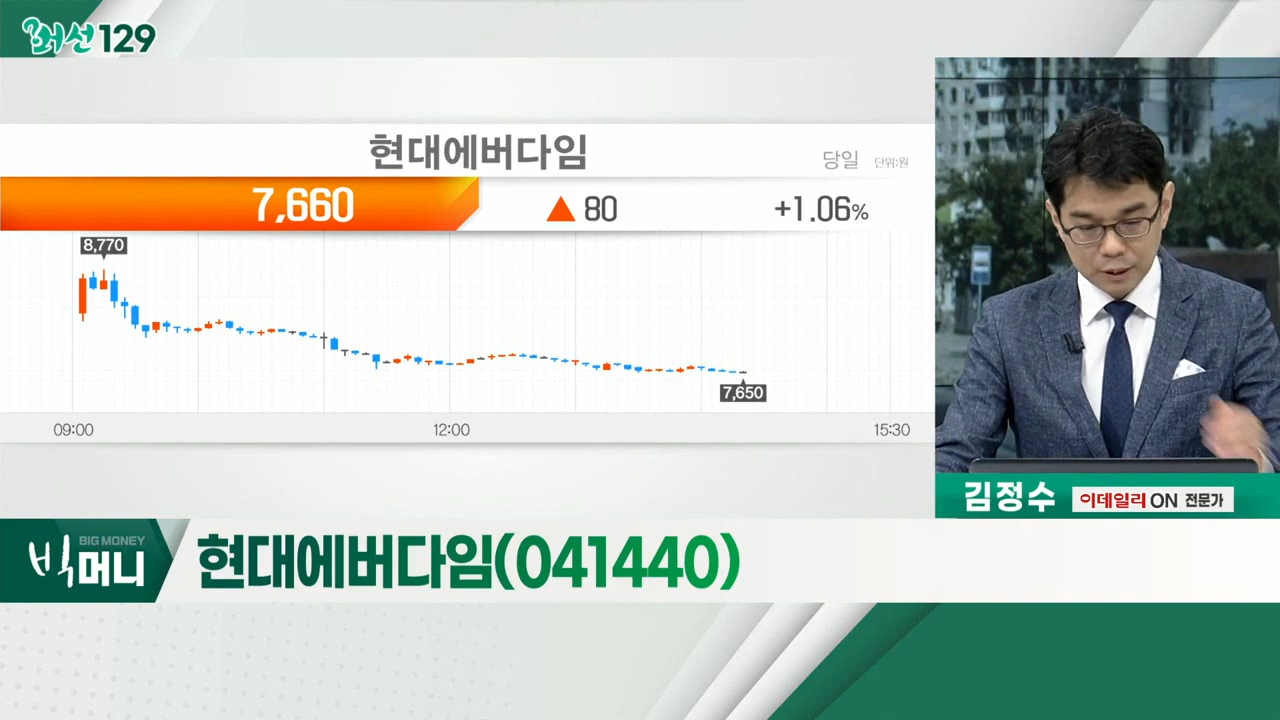 최선129
현대에버다임
당일 단위:원
7,660 ▲ 80 +1.06%
8,770
7,650
09:00 12:00 15:30
김정수 이데일리ON 전문가
BIG MONEY
빅머니
현대에버다임(041440)